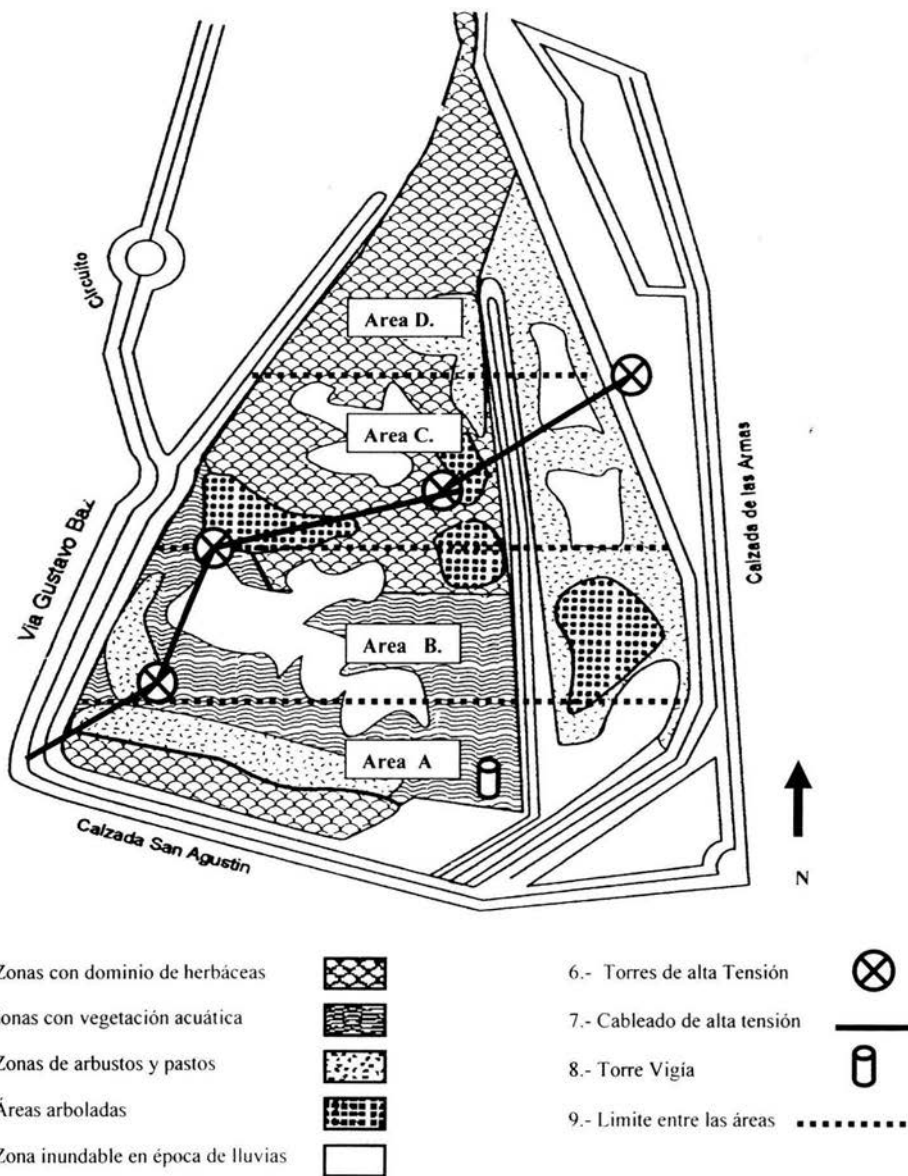 Circuito
Area D.
Area C.
Via Gustavo Baz
Calzada de las Armas
Area B.
Area A
Calzada San Agustin
N
Zonas con dominio de herbáceas
onas con vegetación acuática
Zonas de arbustos y pastos
Áreas arboladas
Zona inundable en época de lluvias
6.- Torres de alta Tensión
7.- Cableado de alta tensión
8.- Torre Vigía
9.- Limite entre las áreas